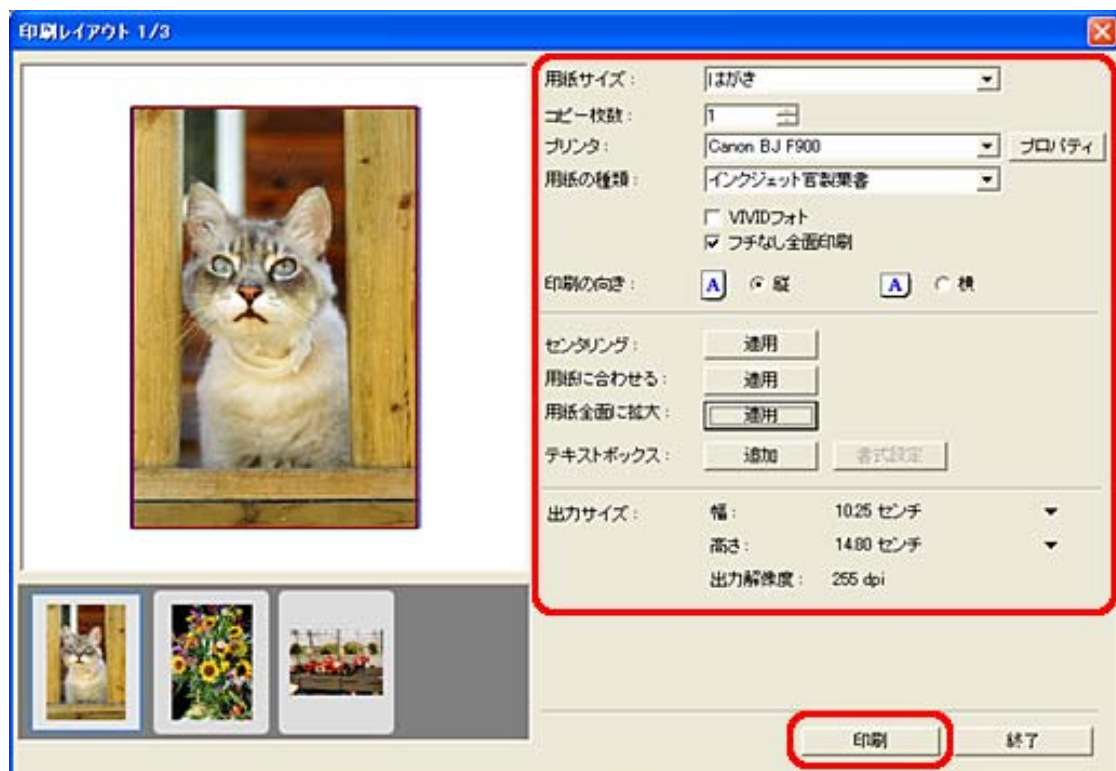 印刷レイアウト 1/3
用紙サイズ： はがき
コピー枚数： 1
プリンタ： Canon BJ F900 プロパティ
用紙の種類： インクジェット官製葉書
VIVIDフォト
フチなし全面印刷
印刷の向き： A 縦 A 横
センタリング： 適用
用紙に合わせる： 適用
用紙全面に拡大： 適用
テキストボックス： 追加 書式設定
出力サイズ： 幅： 10.25 センチ
高さ： 14.80 センチ
出力解像度： 255 dpi
印刷 終了